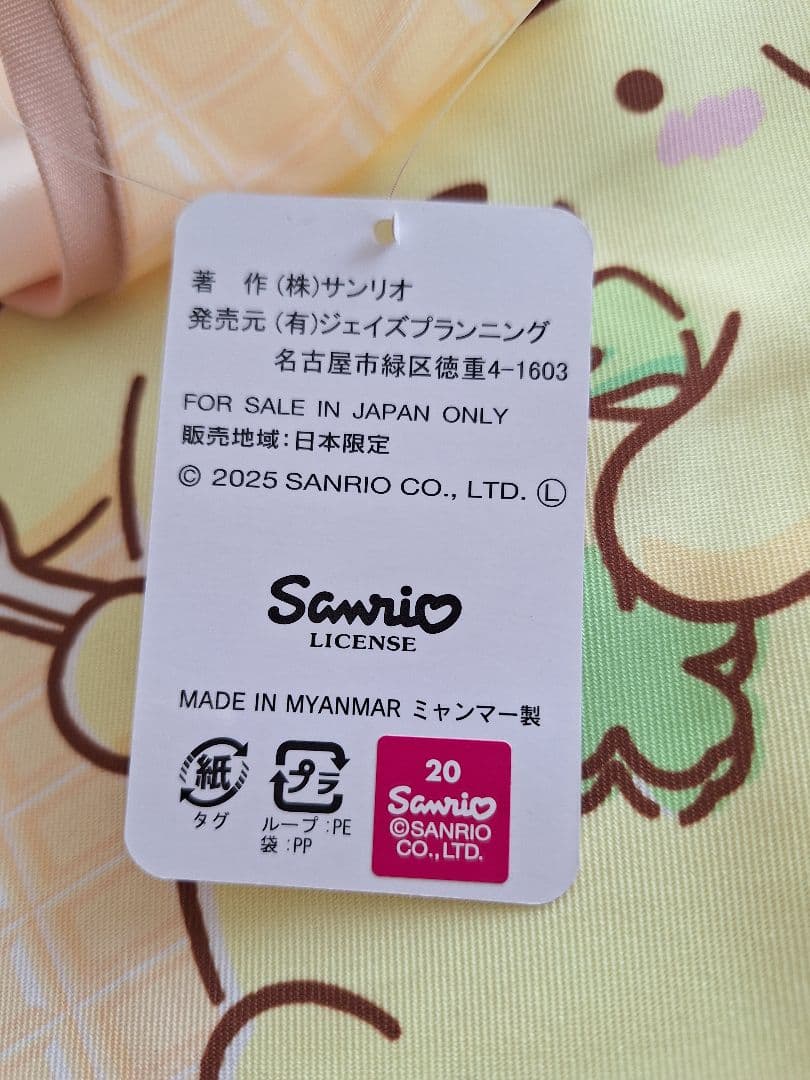 著　作 (株)サンリオ
発売元 (有)ジェイズプランニング
名古屋市緑区徳重4-1603
FOR SALE IN JAPAN ONLY
販売地域:日本限定
© 2025 SANRIO CO., LTD. Ⓛ
Sanrio
LICENSE
MADE IN MYANMAR ミャンマー製
紙
タグ
プラ
ループ:PE
袋:PP
20
Sanrio
©SANRIO
CO.,LTD.